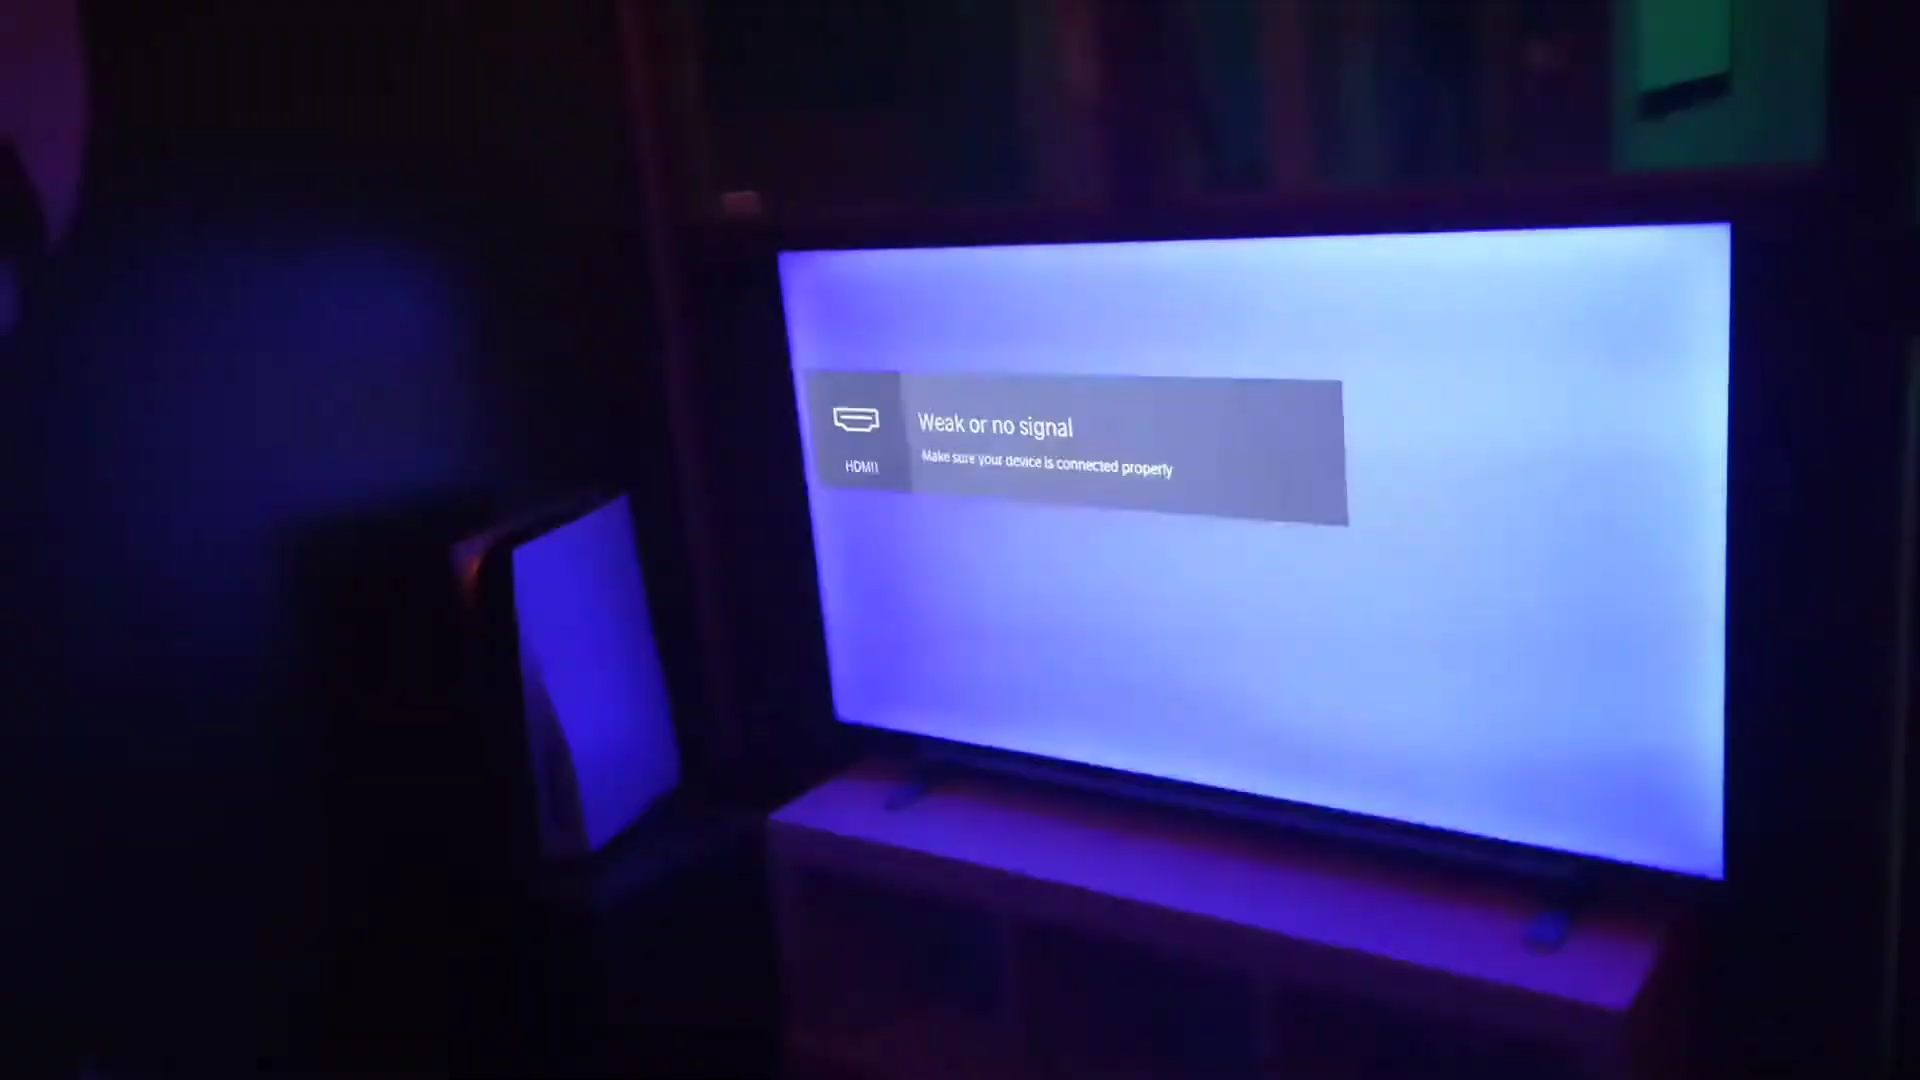 Weak or no signal
Make sure your device is connected properly
HDMI1